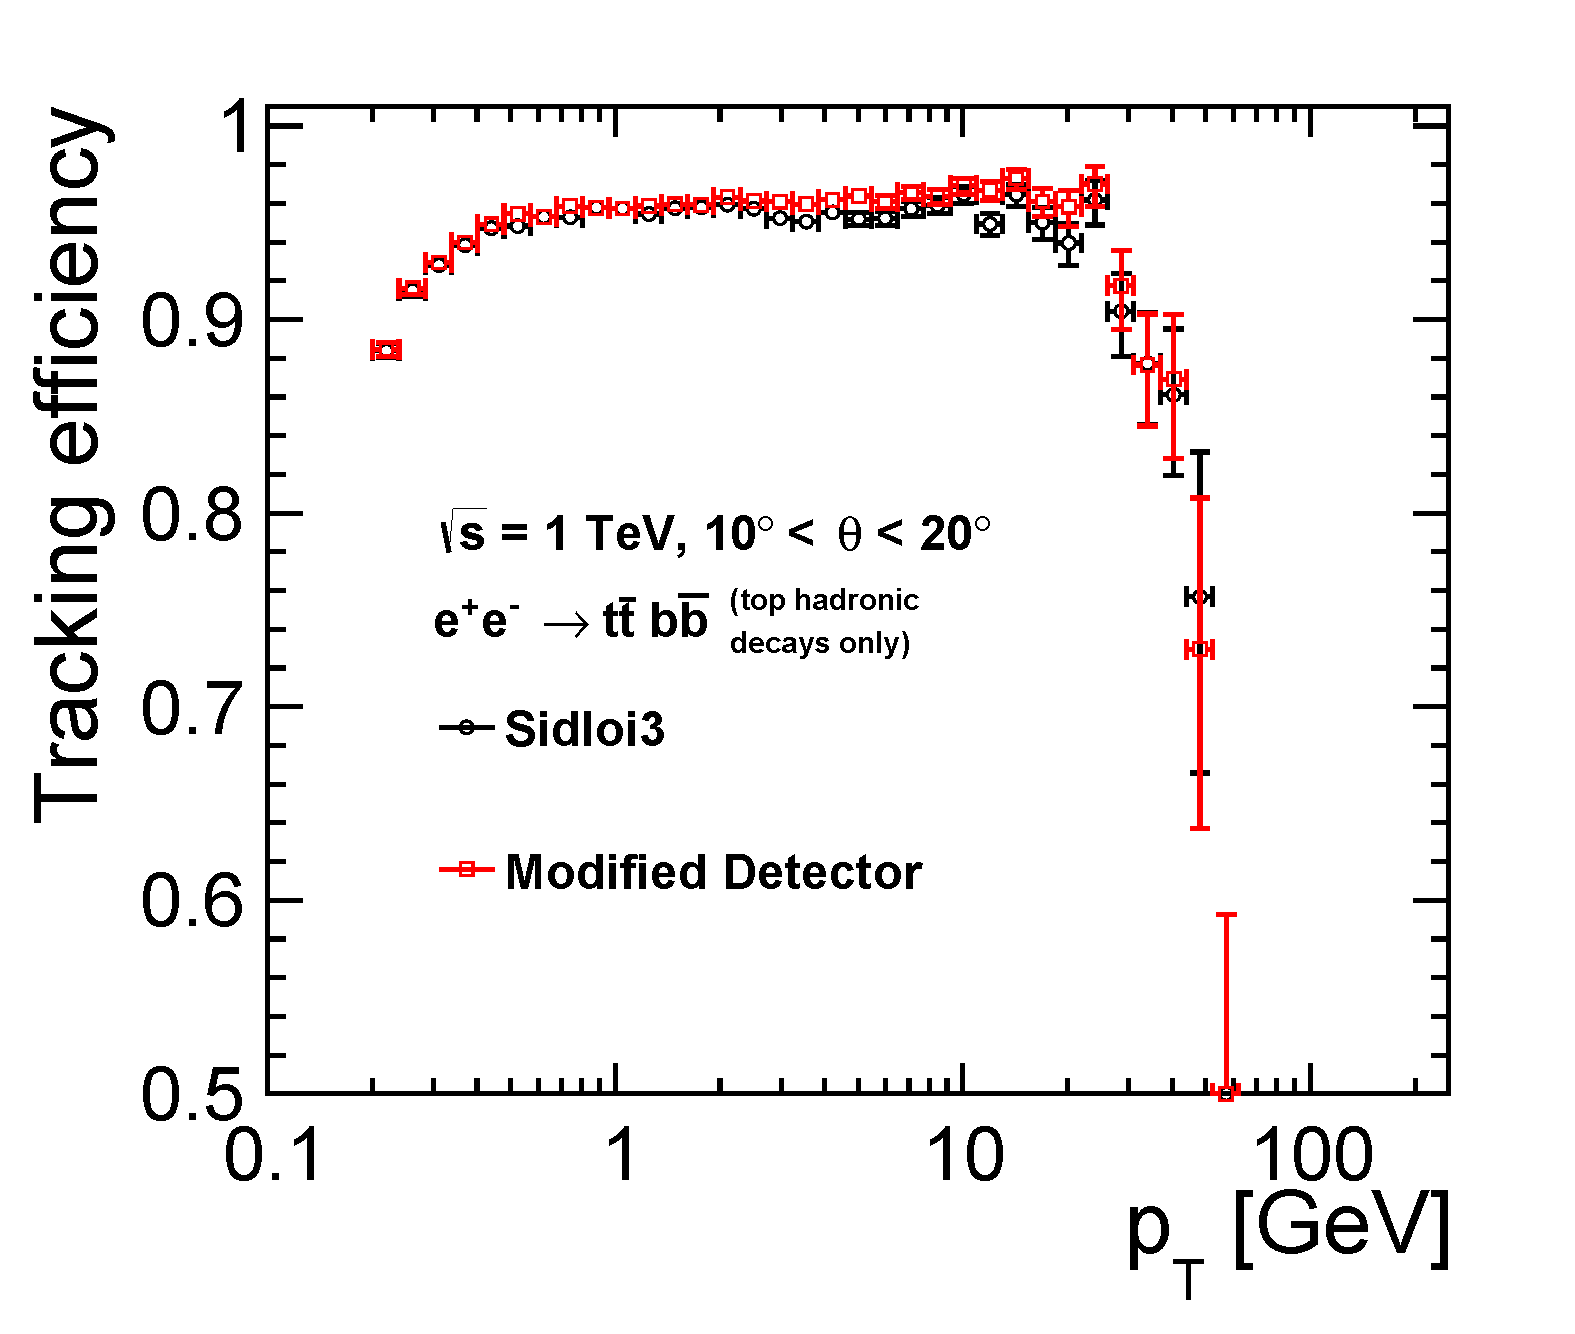 Tracking efficiency
1
0.9
0.8
0.7
0.6
0.5
√s = 1 TeV, 10° < θ < 20°
e⁺e⁻ → tt̅ bb̅ (top hadronic
decays only)
Sidloi3
Modified Detector
0.1 1 10 100
p_T [GeV]